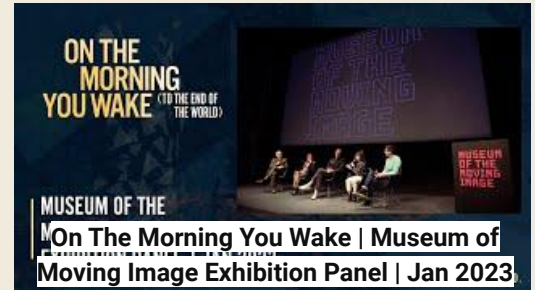 ON THE
MORNING
YOU WAKE (TO THE END OF
THE WORLD)
MUSEUM
OF THE
MOVING
IMAGE
MUSEUM
OF THE
MOVING
IMAGE
MUSEUM OF THE
On The Morning You Wake | Museum of
Moving Image Exhibition Panel | Jan 2023